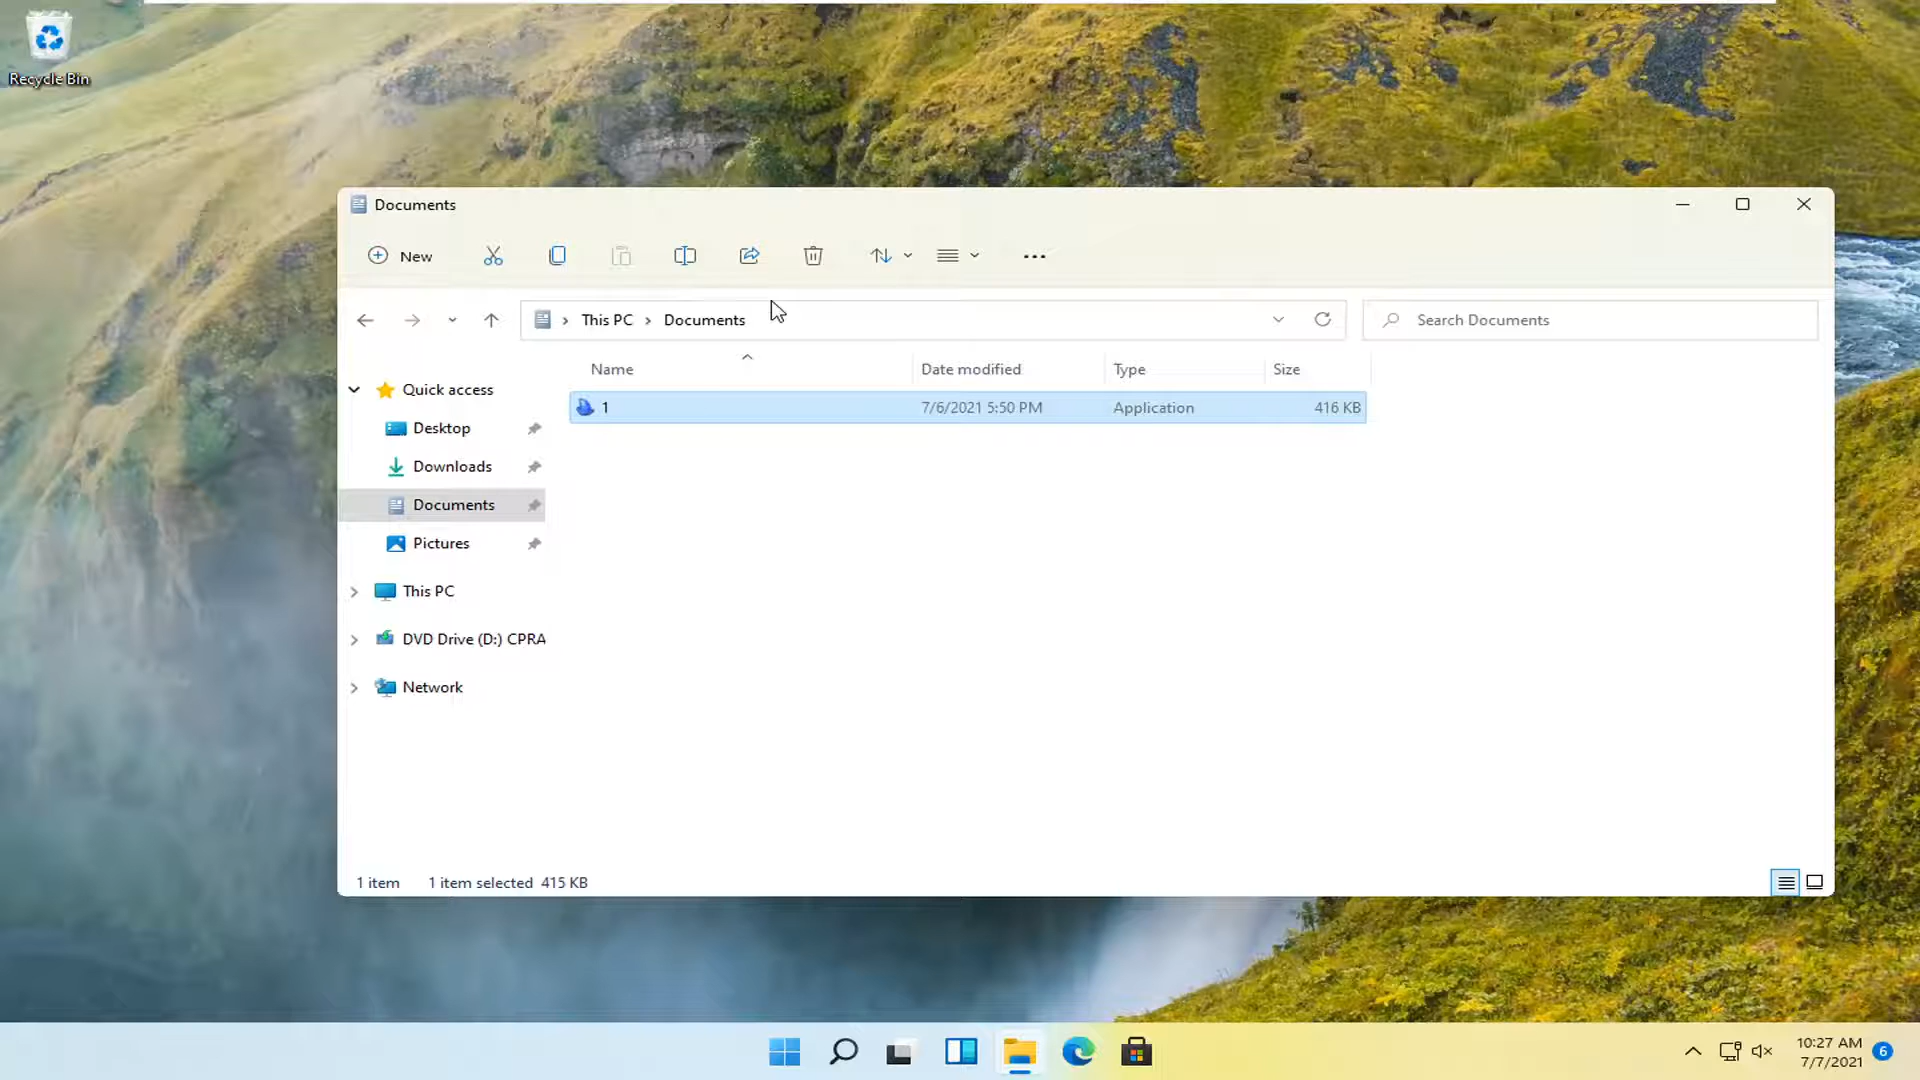 Recycle Bin
Documents
New
This PC
Documents
Search Documents
Name
Date modified
Type
Size
Quick access
1
7/6/2021 5:50 PM
Application
416 KB
Desktop
Downloads
Documents
Pictures
This PC
DVD Drive (D:) CPRA
Network
1 item
1 item selected 415 KB
10:27 AM
7/7/2021
6